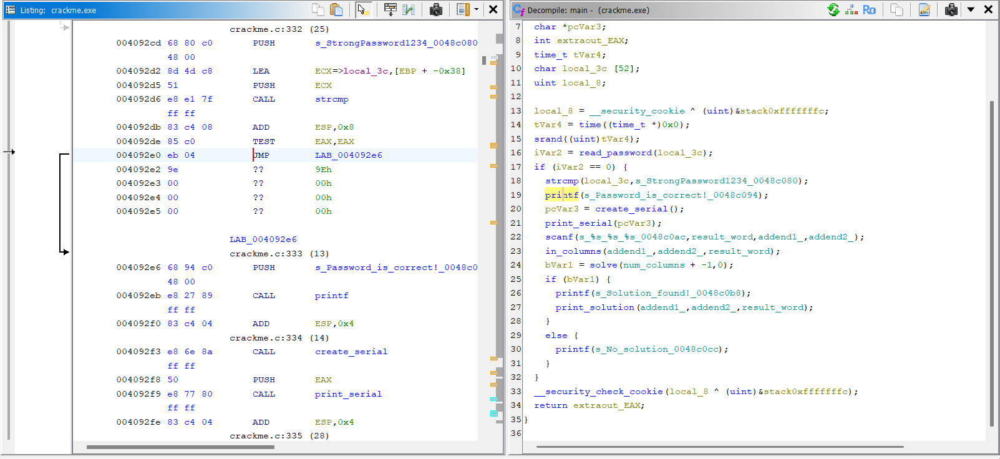 Listing: crackme.exe
crackme.c:332 (25)
004092cd 68 80 c0 PUSH s_StrongPassword1234_0048c080
48 00
004092d2 8d 4d c8 LEA ECX=>local_3c,[EBP + -0x38]
004092d5 51 PUSH ECX
004092d6 e8 e1 7f CALL strcmp
ff ff
004092db 83 c4 08 ADD ESP,0x8
004092de 85 c0 TEST EAX,EAX
004092e0 eb 04 JMP LAB_004092e6
004092e2 9e ?? 9Eh
004092e3 00 ?? 00h
004092e4 00 ?? 00h
004092e5 00 ?? 00h
LAB_004092e6
crackme.c:333 (13)
004092e6 68 94 c0 PUSH s_Password_is_correct!_0048c0
48 00
004092eb e8 27 89 CALL printf
ff ff
004092f0 83 c4 04 ADD ESP,0x4
crackme.c:334 (14)
004092f3 e8 6e 8a CALL create_serial
ff ff
004092f8 50 PUSH EAX
004092f9 e8 77 80 CALL print_serial
ff ff
004092fe 83 c4 04 ADD ESP,0x4
crackme.c:335 (28)
Decompile: main - (crackme.exe)
Ro
7 char *pcVar3;
8 int extraout_EAX;
9 time_t tVar4;
10 char local_3c [52];
11 uint local_8;
12
13 local_8 = __security_cookie ^ (uint)&stack0xfffffffc;
14 tVar4 = time((time_t *)0x0);
15 srand((uint)tVar4);
16 iVar2 = read_password(local_3c);
17 if (iVar2 == 0) {
18 strcmp(local_3c,s_StrongPassword1234_0048c080);
19 printf(s_Password_is_correct!_0048c094);
20 pcVar3 = create_serial();
21 print_serial(pcVar3);
22 scanf(s_%s_%s_%s_0048c0ac,result_word,addend1_,addend2_);
23 in_columns(addend1_,addend2_,result_word);
24 bVar1 = solve(num_columns + -1,0);
25 if (bVar1) {
26 printf(s_Solution_found!_0048c0b8);
27 print_solution(addend1_,addend2_,result_word);
28 }
29 else {
30 printf(s_No_solution_0048c0cc);
31 }
32 }
33 __security_check_cookie(local_8 ^ (uint)&stack0xfffffffc);
34 return extraout_EAX;
35 }
36